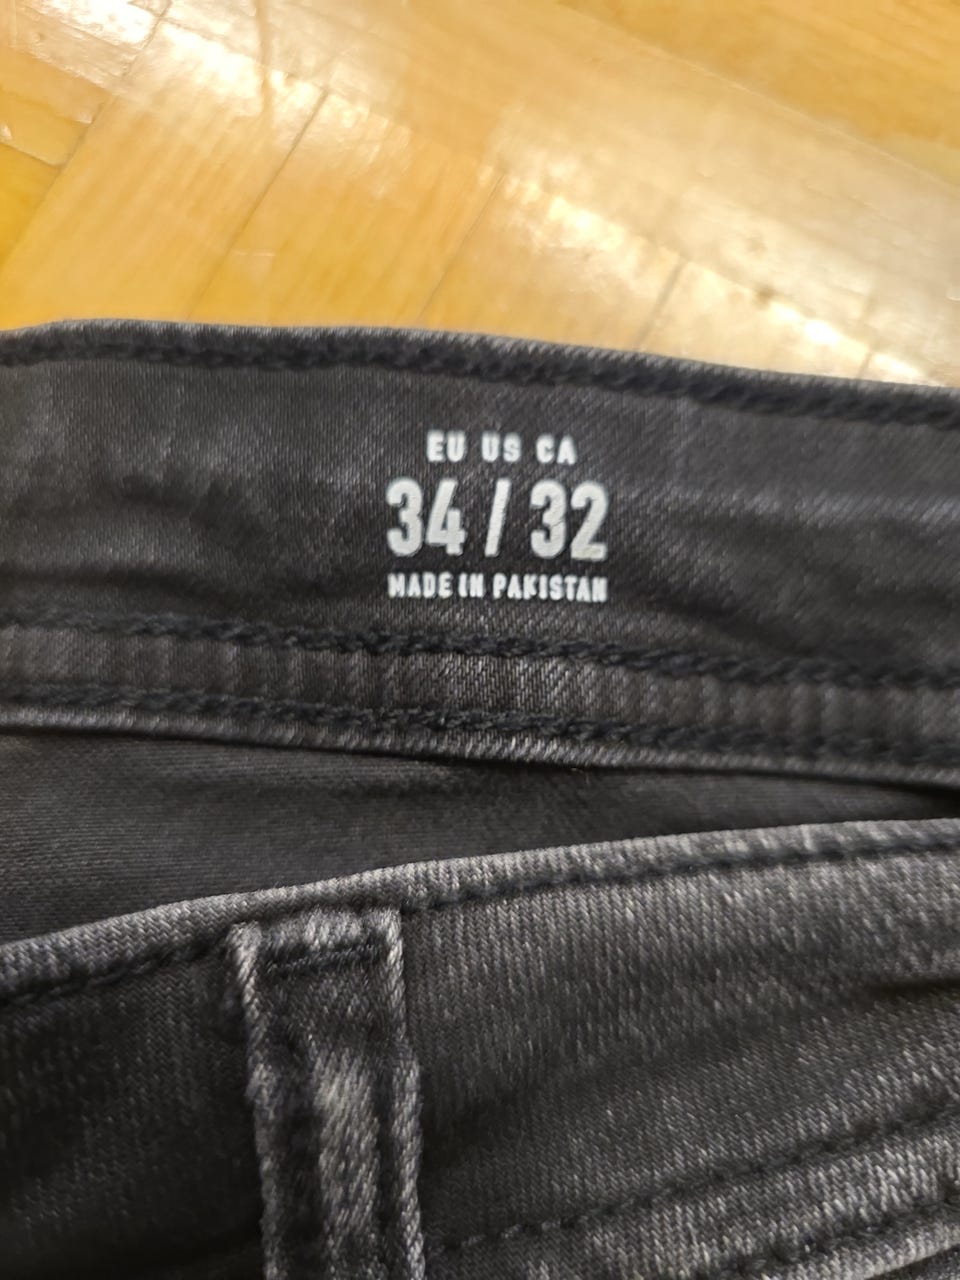 EU US CA
34 / 32
MADE IN PAKISTAN